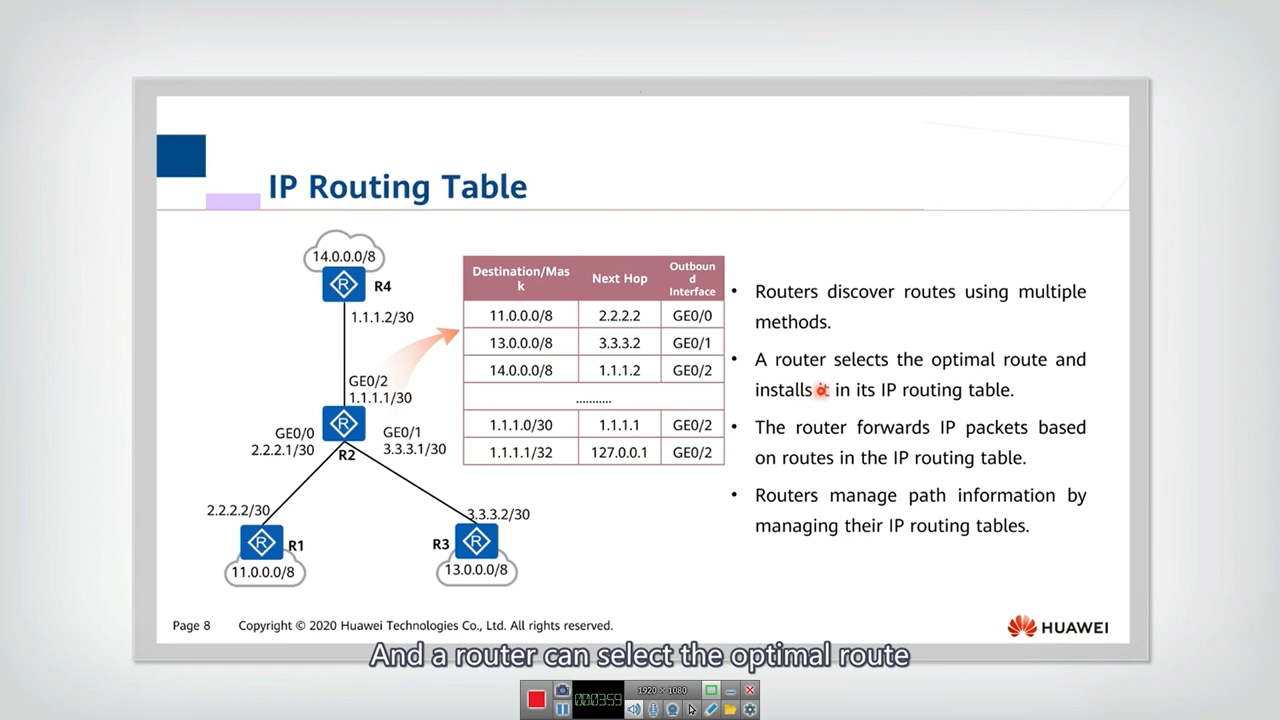 IP Routing Table
14.0.0.0/8
R4
1.1.1.2/30
GE0/2
1.1.1.1/30
GE0/0
2.2.2.1/30
R2
GE0/1
3.3.3.1/30
2.2.2.2/30
R1
11.0.0.0/8
3.3.3.2/30
R3
13.0.0.0/8
Destination/Mas
k
Next Hop
Outboun
d
Interface
11.0.0.0/8 2.2.2.2 GE0/0
13.0.0.0/8 3.3.3.2 GE0/1
14.0.0.0/8 1.1.1.2 GE0/2
...........
1.1.1.0/30 1.1.1.1 GE0/2
1.1.1.1/32 127.0.0.1 GE0/2
• Routers discover routes using multiple
methods.
• A router selects the optimal route and
installs it in its IP routing table.
• The router forwards IP packets based
on routes in the IP routing table.
• Routers manage path information by
managing their IP routing tables.
Page 8 Copyright © 2020 Huawei Technologies Co., Ltd. All rights reserved.
HUAWEI
And a router can select the optimal route
1920 × 1080
000359